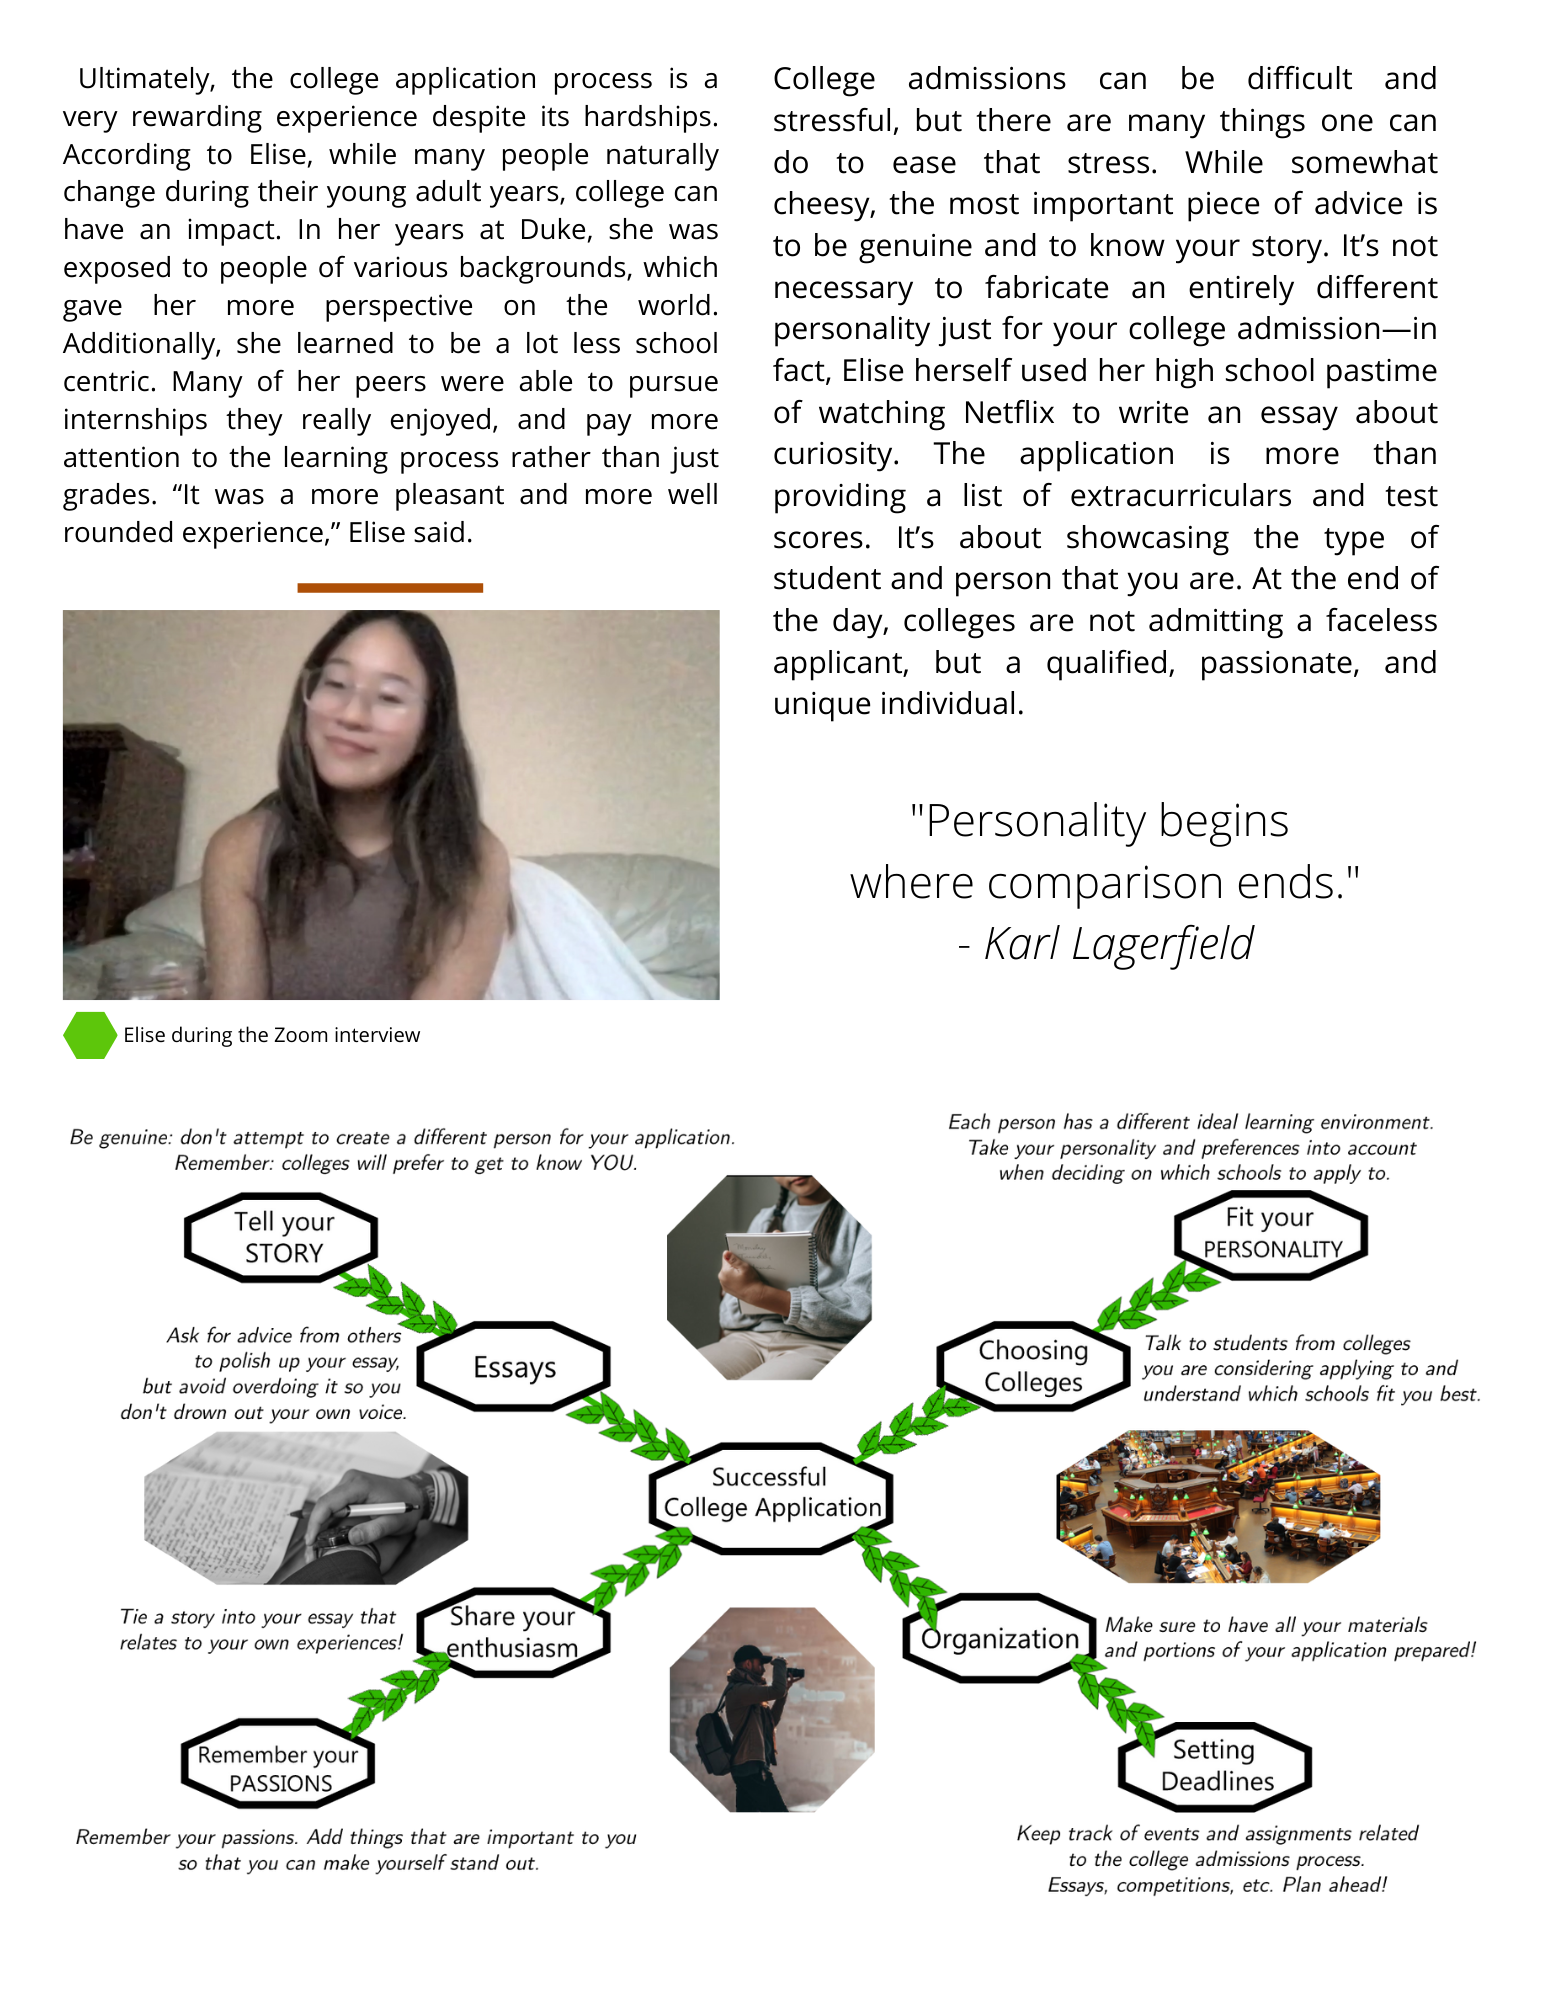 Ultimately, the college application process is a
very rewarding experience despite its hardships.
According to Elise, while many people naturally
change during their young adult years, college can
have an impact. In her years at Duke, she was
exposed to people of various backgrounds, which
gave her more perspective on the world.
Additionally, she learned to be a lot less school
centric. Many of her peers were able to pursue
internships they really enjoyed, and pay more
attention to the learning process rather than just
grades. “It was a more pleasant and more well
rounded experience,” Elise said.
Elise during the Zoom interview
College admissions can be difficult and
stressful, but there are many things one can
do to ease that stress. While somewhat
cheesy, the most important piece of advice is
to be genuine and to know your story. It’s not
necessary to fabricate an entirely different
personality just for your college admission—in
fact, Elise herself used her high school pastime
of watching Netflix to write an essay about
curiosity. The application is more than
providing a list of extracurriculars and test
scores. It’s about showcasing the type of
student and person that you are. At the end of
the day, colleges are not admitting a faceless
applicant, but a qualified, passionate, and
unique individual.
"Personality begins
where comparison ends."
- Karl Lagerfield
Be genuine: don't attempt to create a different person for your application.
Remember: colleges will prefer to get to know YOU.
Tell your
STORY
Ask for advice from others
to polish up your essay,
but avoid overdoing it so you
don't drown out your own voice.
Essays
Each person has a different ideal learning environment.
Take your personality and preferences into account
when deciding on which schools to apply to.
Fit your
PERSONALITY
Choosing
Colleges
Talk to students from colleges
you are considering applying to and
understand which schools fit you best.
Successful
College Application
Tie a story into your essay that
relates to your own experiences!
Share your
enthusiasm
Remember your
PASSIONS
Remember your passions. Add things that are important to you
so that you can make yourself stand out.
Organization
Make sure to have all your materials
and portions of your application prepared!
Setting
Deadlines
Keep track of events and assignments related
to the college admissions process.
Essays, competitions, etc. Plan ahead!